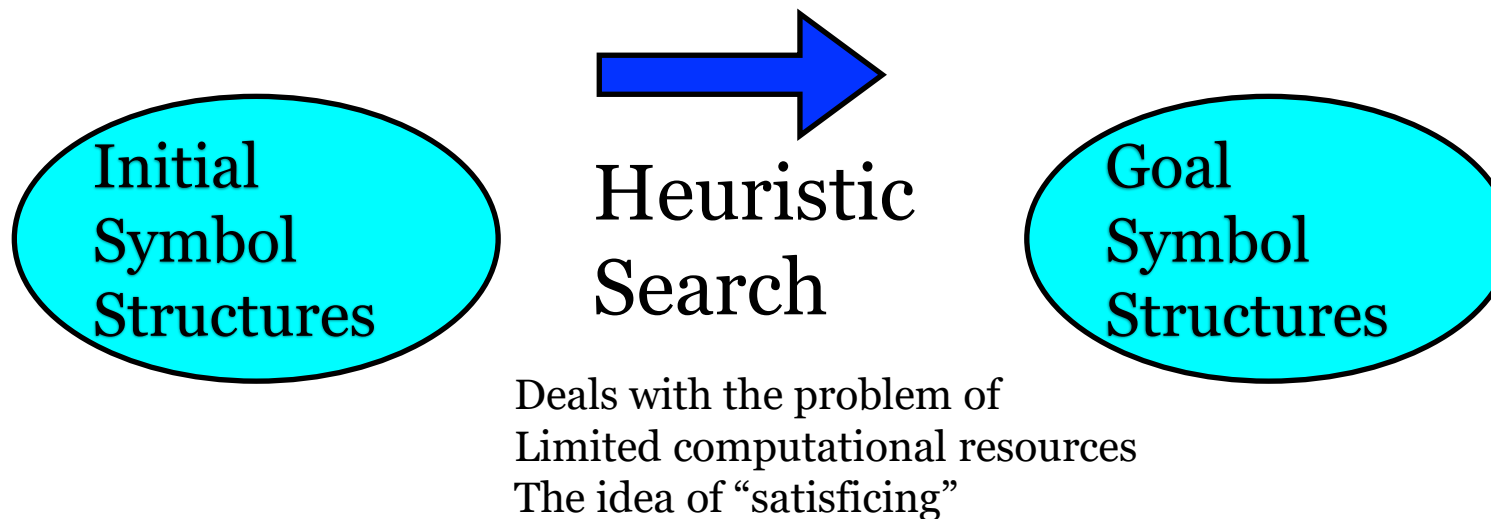 Initial
Symbol
Structures
Heuristic
Search
Deals with the problem of
Limited computational resources
The idea of “satisficing”
Goal
Symbol
Structures